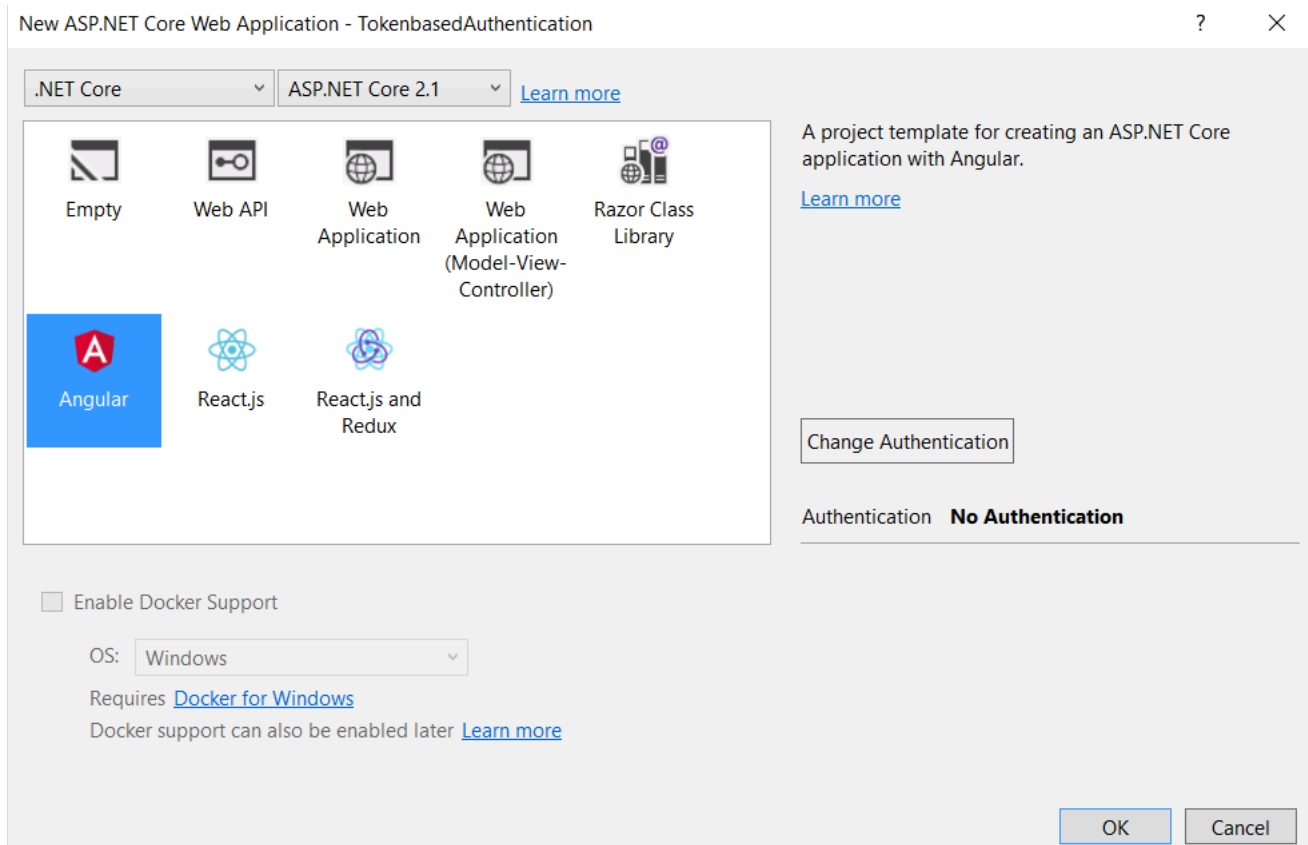 New ASP.NET Core Web Application - TokenbasedAuthentication
?
.NET Core
ASP.NET Core 2.1
Learn more
Empty
Web API
Web
Application
Web
Application
(Model-View-
Controller)
Razor Class
Library
Angular
React.js
React.js and
Redux
A project template for creating an ASP.NET Core
application with Angular.
Learn more
Change Authentication
Authentication No Authentication
Enable Docker Support
OS: Windows
Requires Docker for Windows
Docker support can also be enabled later Learn more
OK
Cancel